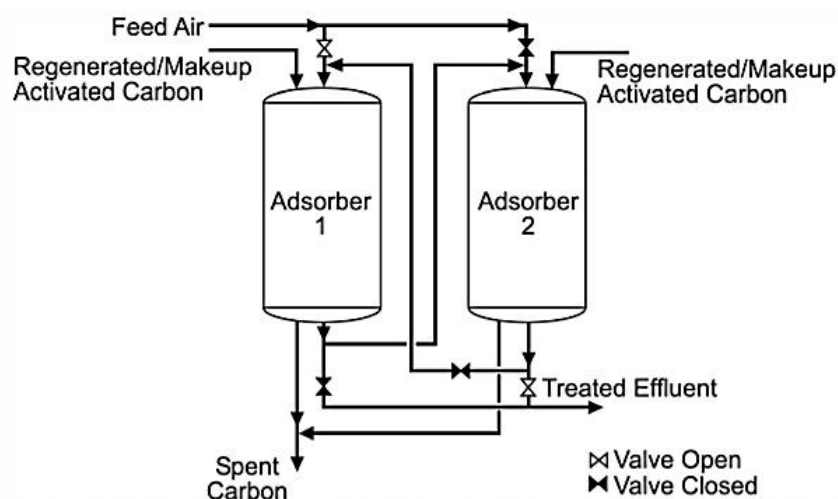 Feed Air
Regenerated/Makeup
Activated Carbon
Regenerated/Makeup
Activated Carbon
Adsorber
1
Adsorber
2
Treated Effluent
Spent
Carbon
Valve Open
Valve Closed